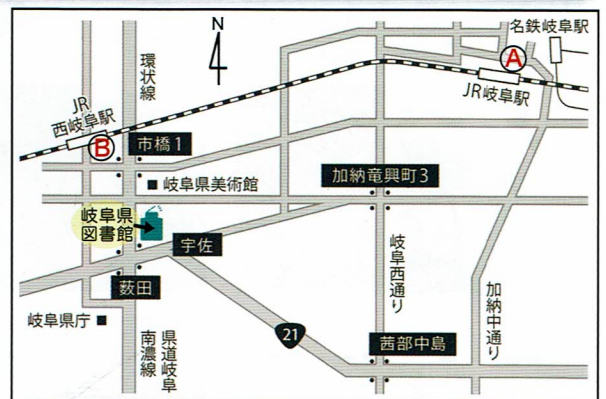 N
名鉄岐阜駅
A
環状線
JR岐阜駅
JR
西岐阜駅
B
市橋1
岐阜県美術館
加納竜興町3
岐阜県
図書館
宇佐
岐阜西通り
薮田
加納中通り
岐阜県庁
21
茜部中島
県道岐阜
南濃線